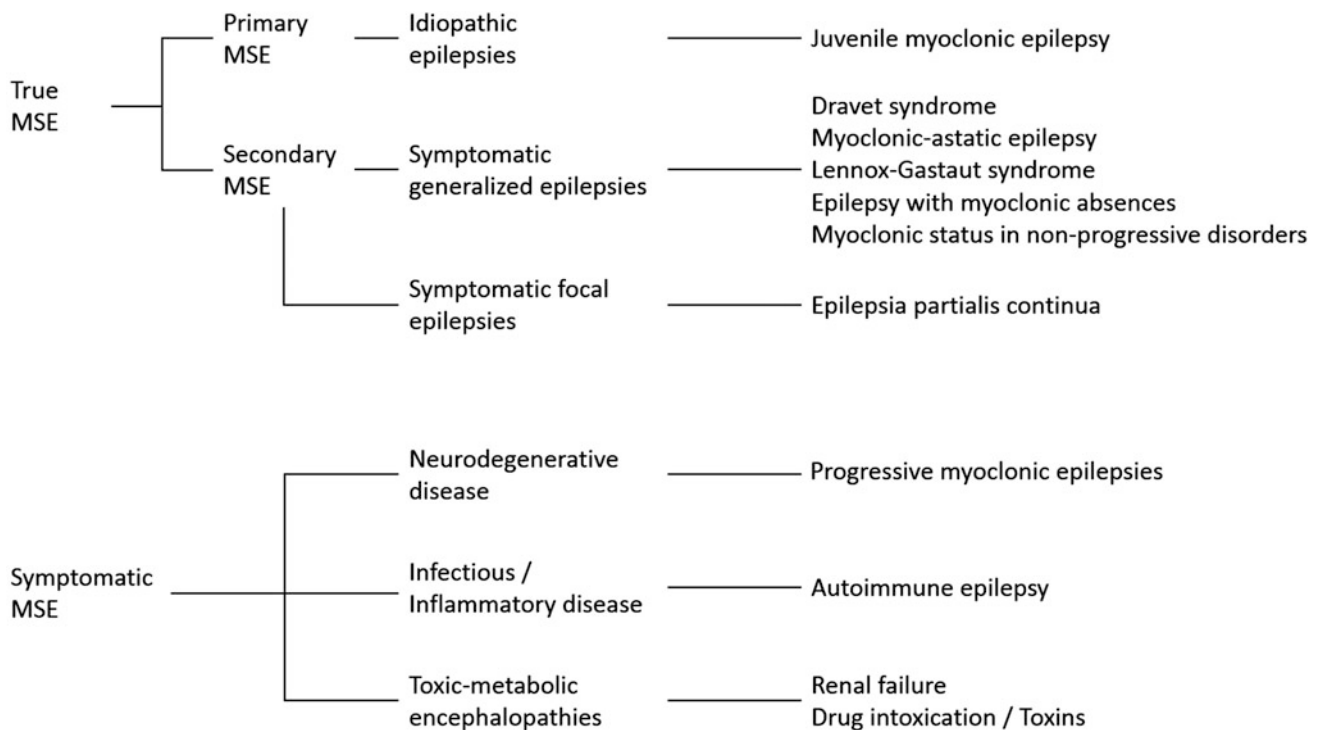 True
MSE
Primary
MSE
Idiopathic
epilepsies
Juvenile myoclonic epilepsy
Secondary
MSE
Symptomatic
generalized epilepsies
Dravet syndrome
Myoclonic-astatic epilepsy
Lennox-Gastaut syndrome
Epilepsy with myoclonic absences
Myoclonic status in non-progressive disorders
Symptomatic focal
epilepsies
Epilepsia partialis continua
Symptomatic
MSE
Neurodegenerative
disease
Progressive myoclonic epilepsies
Infectious /
Inflammatory disease
Autoimmune epilepsy
Toxic-metabolic
encephalopathies
Renal failure
Drug intoxication / Toxins